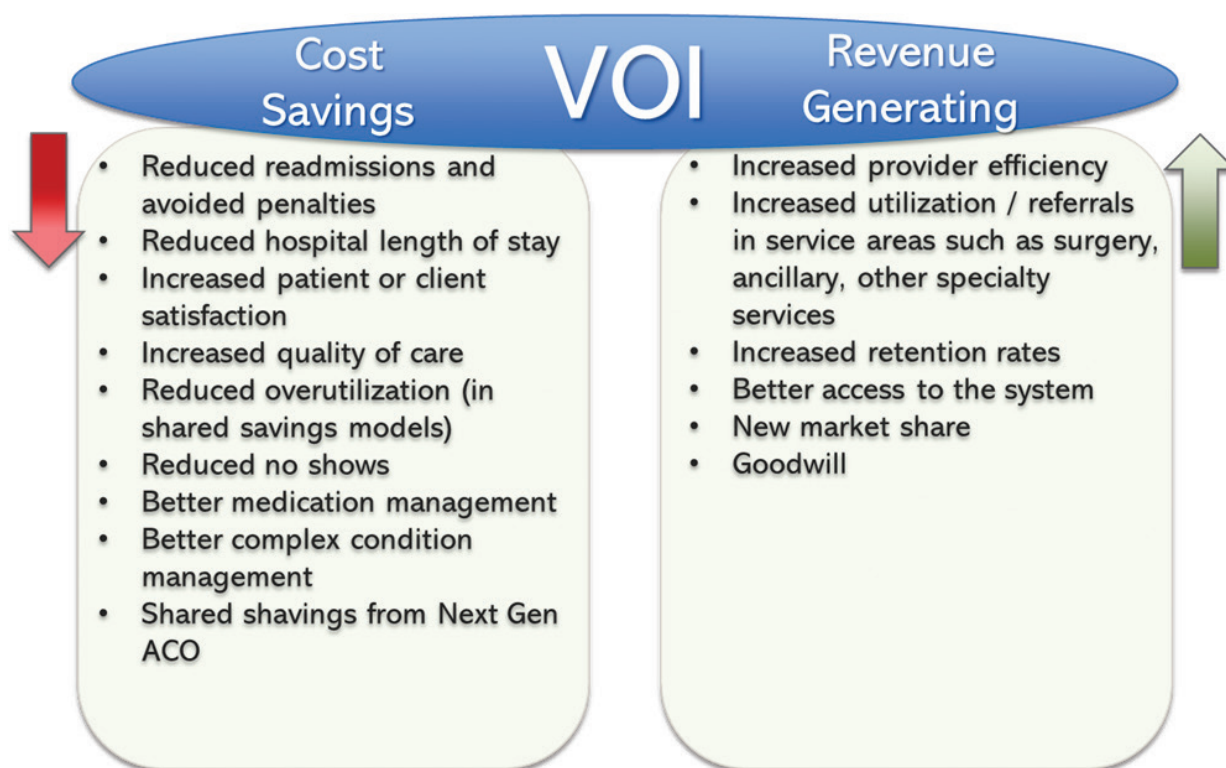 Cost
Savings
VOI
Revenue
Generating
• Reduced readmissions and
avoided penalties
• Reduced hospital length of stay
• Increased patient or client
satisfaction
• Increased quality of care
• Reduced overutilization (in
shared savings models)
• Reduced no shows
• Better medication management
• Better complex condition
management
• Shared shavings from Next Gen
ACO
• Increased provider efficiency
• Increased utilization / referrals
in service areas such as surgery,
ancillary, other specialty
services
• Increased retention rates
• Better access to the system
• New market share
• Goodwill